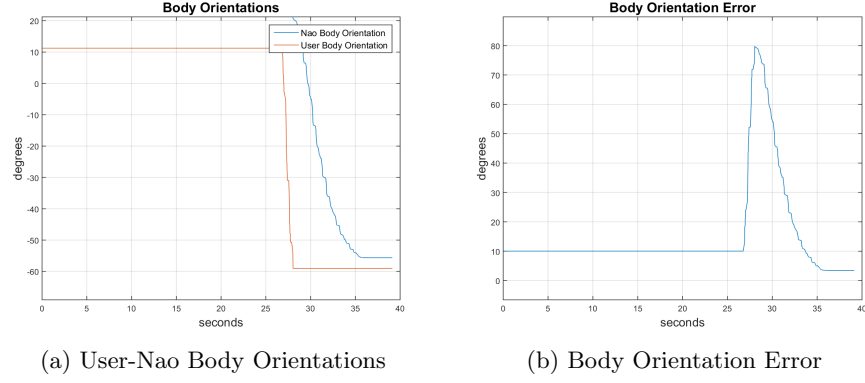 Body Orientations
20
10
0
-10
-20
-30
-40
-50
-60
degrees
Nao Body Orientation
User Body Orientation
0 5 10 15 20 25 30 35 40
seconds
(a) User-Nao Body Orientations
Body Orientation Error
80
70
60
50
40
30
20
10
0
degrees
0 5 10 15 20 25 30 35 40
seconds
(b) Body Orientation Error